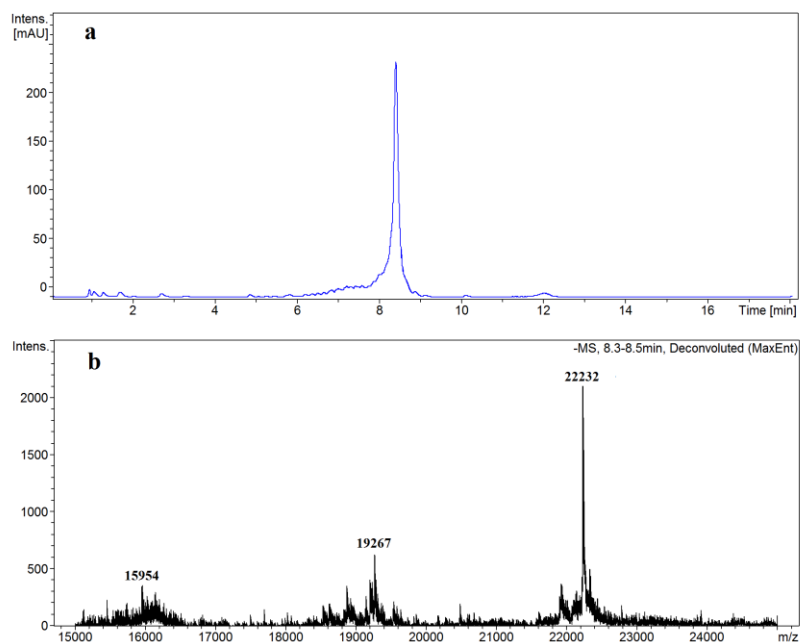 Intens.
[mAU]
a
200
150
100
50
0
2 4 6 8 10 12 14 16 Time [min]
Intens.
b
-MS, 8.3-8.5min, Deconvoluted (MaxEnt)
22232
2000
1500
1000
19267
500
15954
0
15000 16000 17000 18000 19000 20000 21000 22000 23000 24000 m/z